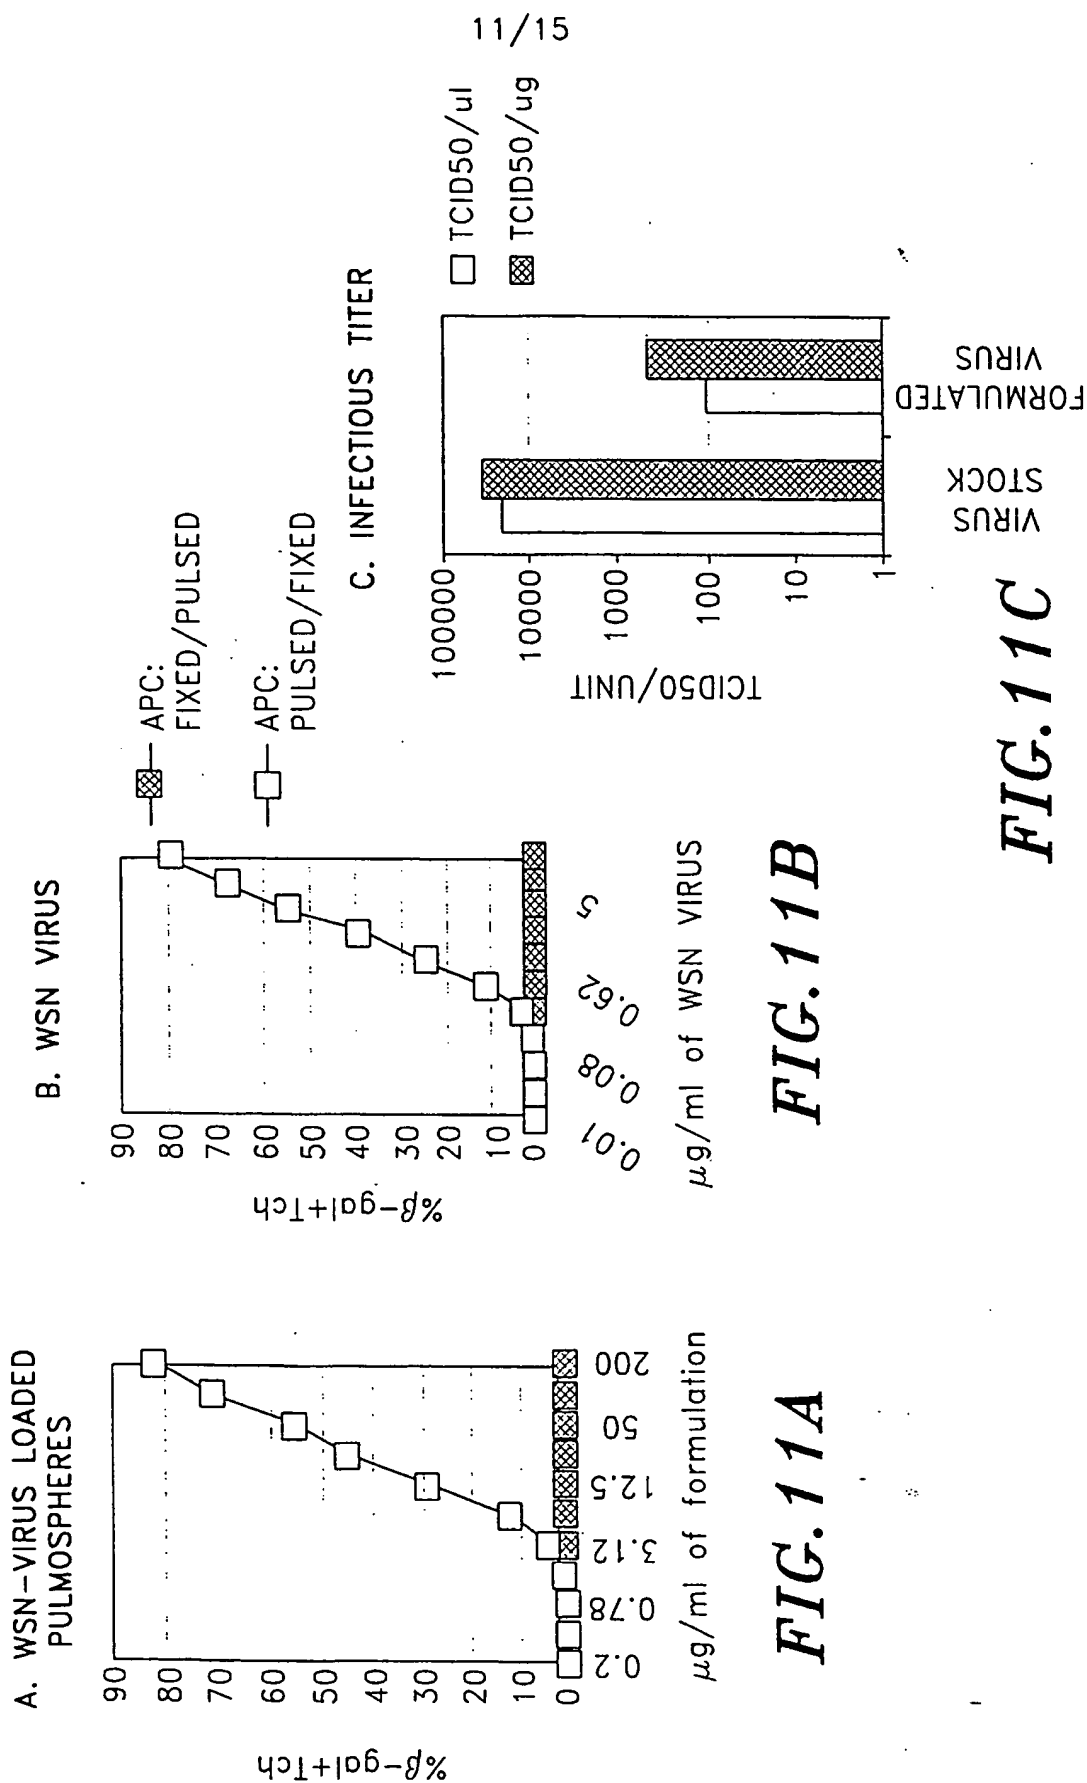 11/15
A. WSN-VIRUS LOADED
PULMOSPHERES
%β-gal+Tch
90
80
70
60
50
40
30
20
10
0
0.2
0.78
3.12
12.5
50
200
μg/ml of formulation
FIG. 11A
B. WSN VIRUS
%β-gal+Tch
90
80
70
60
50
40
30
20
10
0
0.01
0.08
0.62
5
μg/ml of WSN VIRUS
APC:
FIXED/PULSED
APC:
PULSED/FIXED
FIG. 11B
C. INFECTIOUS TITER
TCID50/UNIT
100000
10000
1000
100
10
1
VIRUS
STOCK
FORMULATED
VIRUS
TCID50/ul
TCID50/ug
FIG. 11C